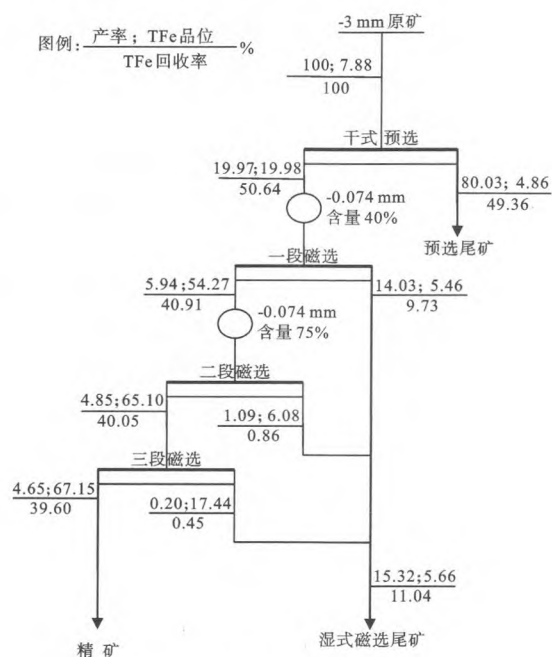 -3 mm原矿
图例: 产率; TFe品位
TFe回收率
%
100; 7.88
100
干式 预选
19.97;19.98
50.64
80.03; 4.86
49.36
-0.074 mm
含量 40%
预选尾矿
一段磁选
5.94;54.27
40.91
14.03; 5.46
9.73
-0.074 mm
含量 75%
二段磁选
4.85;65.10
40.05
1.09;6.08
0.86
三段磁选
4.65;67.15
39.60
0.20;17.44
0.45
15.32;5.66
11.04
精 矿
湿式磁选尾矿